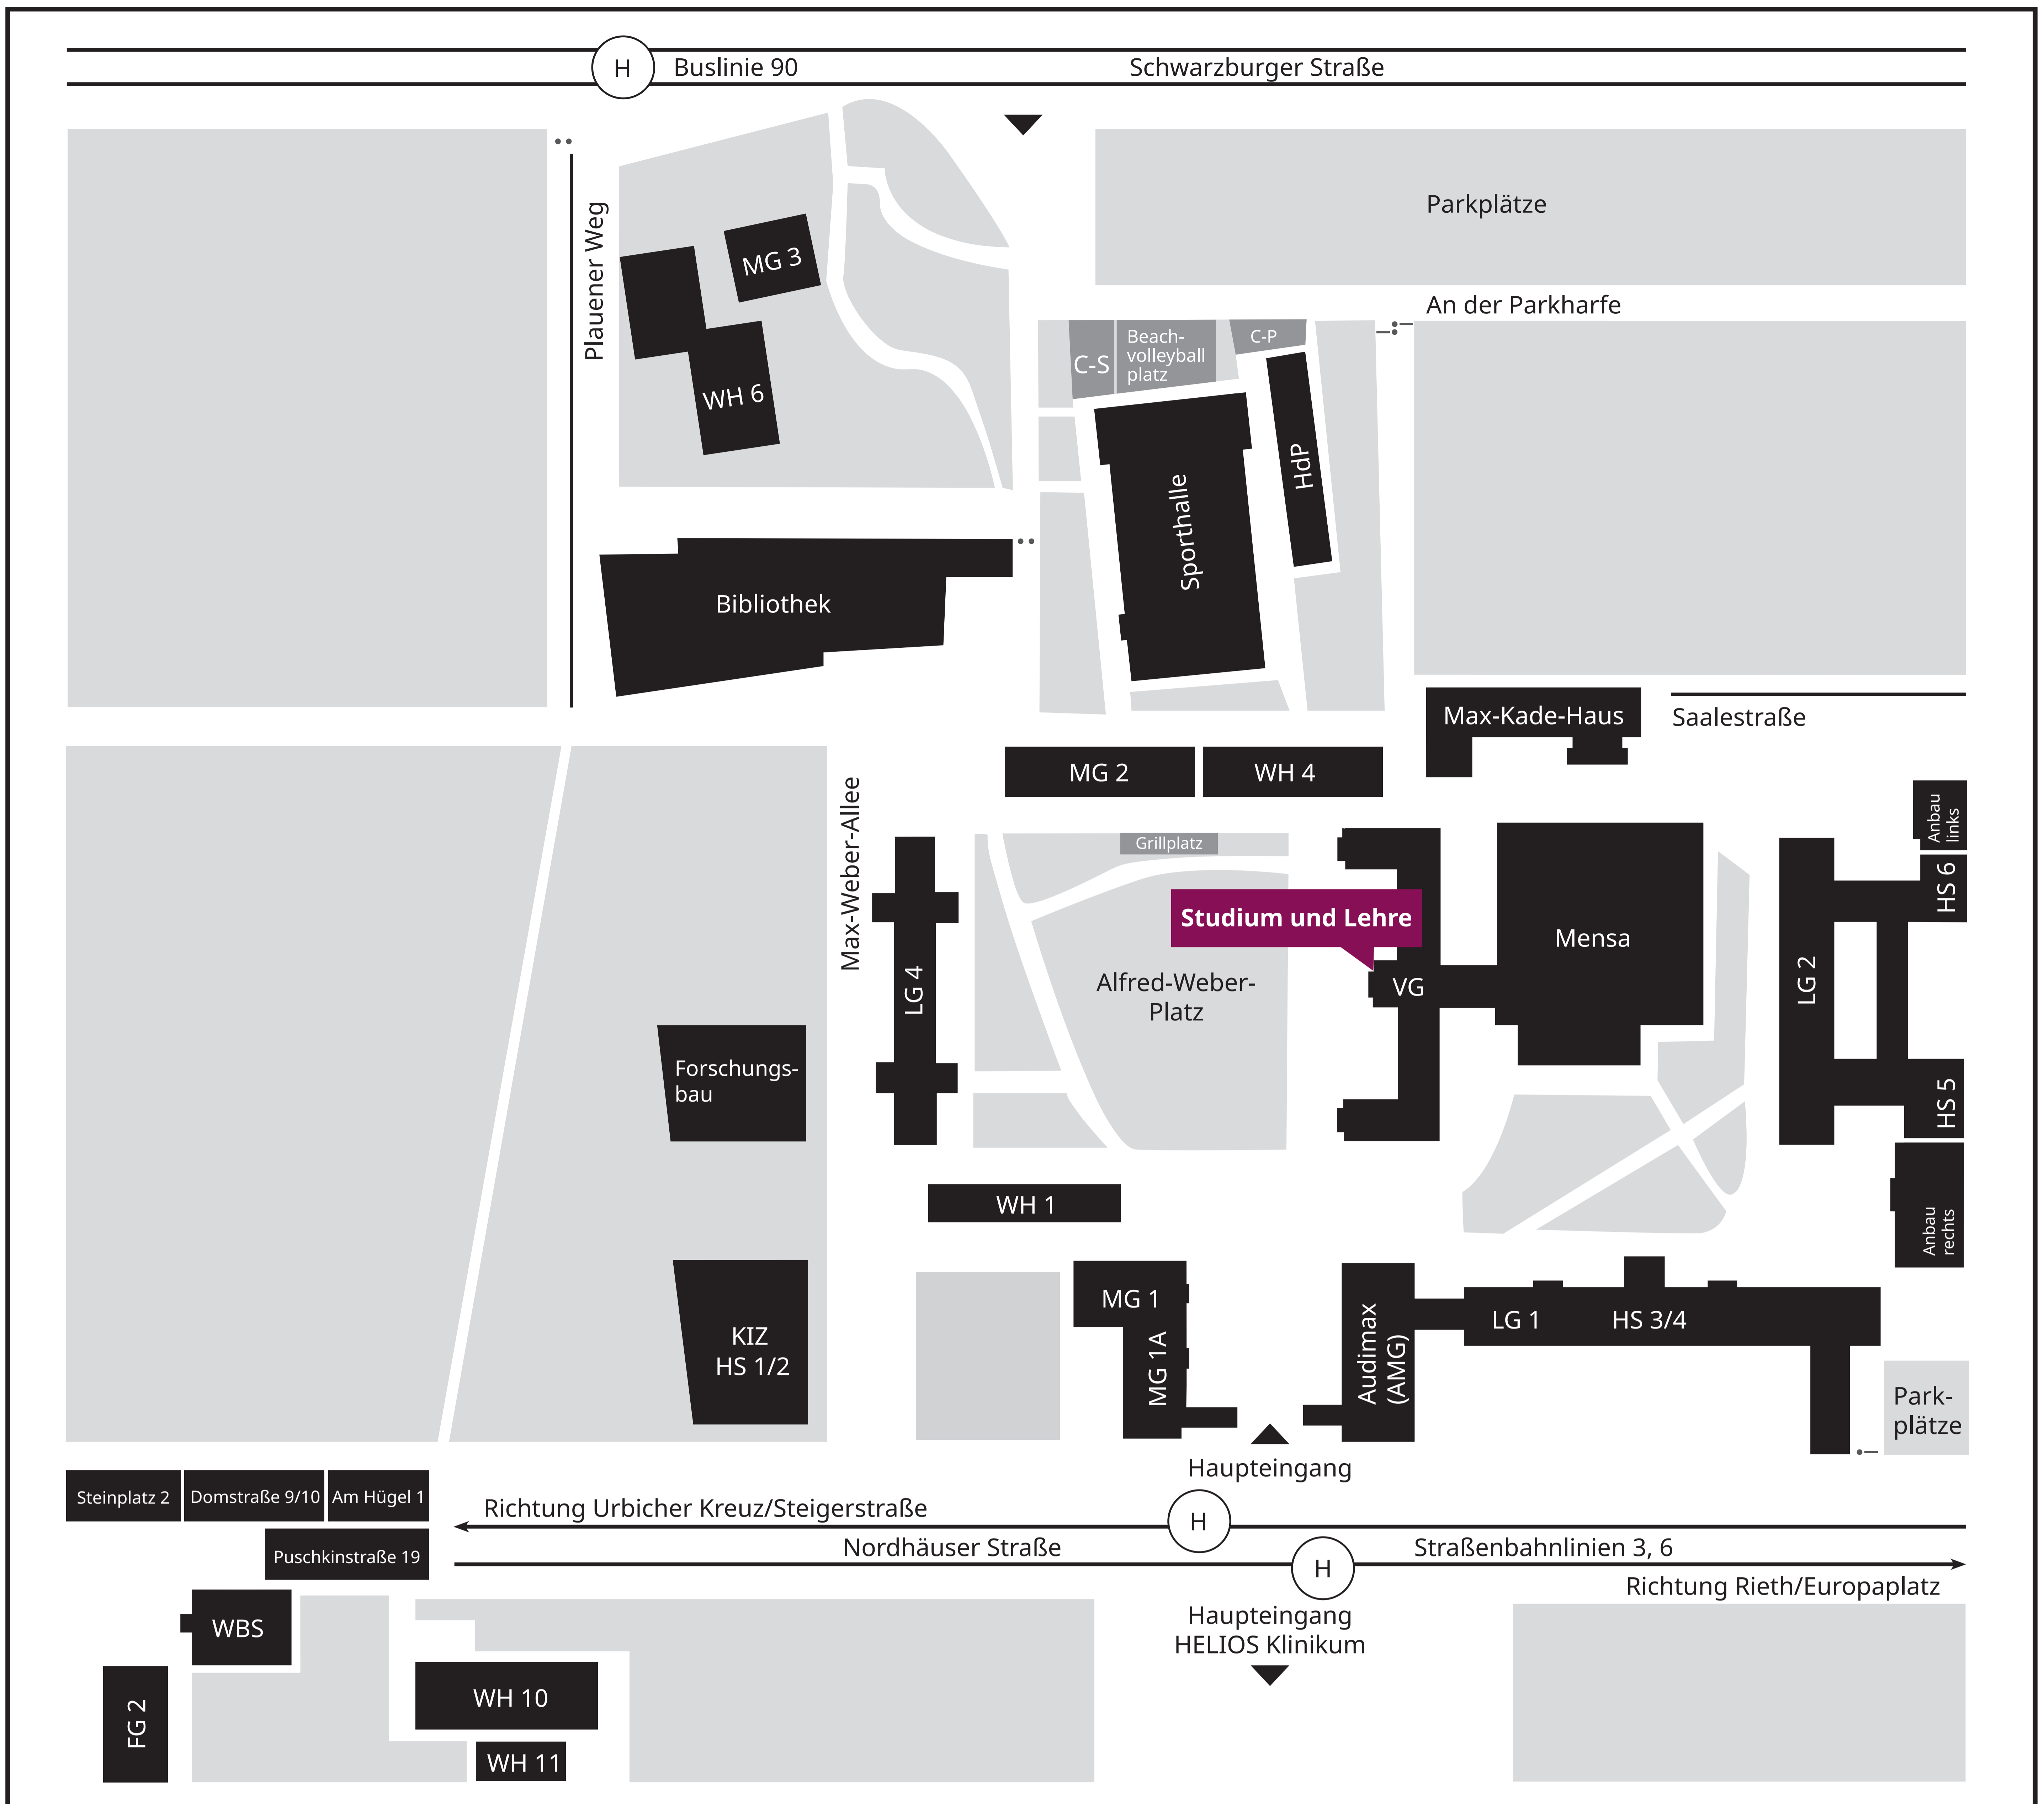 H
Buslinie 90
Schwarzburger Straße
Plauener Weg
MG 3
WH 6
Parkplätze
An der Parkharfe
C-S
Beach-
volleyball
platz
C-P
HdP
Sporthalle
Bibliothek
Max-Kade-Haus
Saalestraße
MG 2
WH 4
Max-Weber-Allee
LG 4
Grillplatz
Studium und Lehre
Alfred-Weber-
Platz
VG
Mensa
LG 2
Anbau
links
HS 6
HS 5
Anbau
rechts
Forschungs-
bau
WH 1
KIZ
HS 1/2
MG 1
MG 1A
Audimax
(AMG)
LG 1
HS 3/4
Park-
plätze
Haupteingang
Steinplatz 2
Domstraße 9/10
Am Hügel 1
Puschkinstraße 19
Richtung Urbicher Kreuz/Steigerstraße
H
Nordhäuser Straße
H
Straßenbahnlinien 3, 6
Richtung Rieth/Europaplatz
Haupteingang
HELIOS Klinikum
WBS
FG 2
WH 10
WH 11